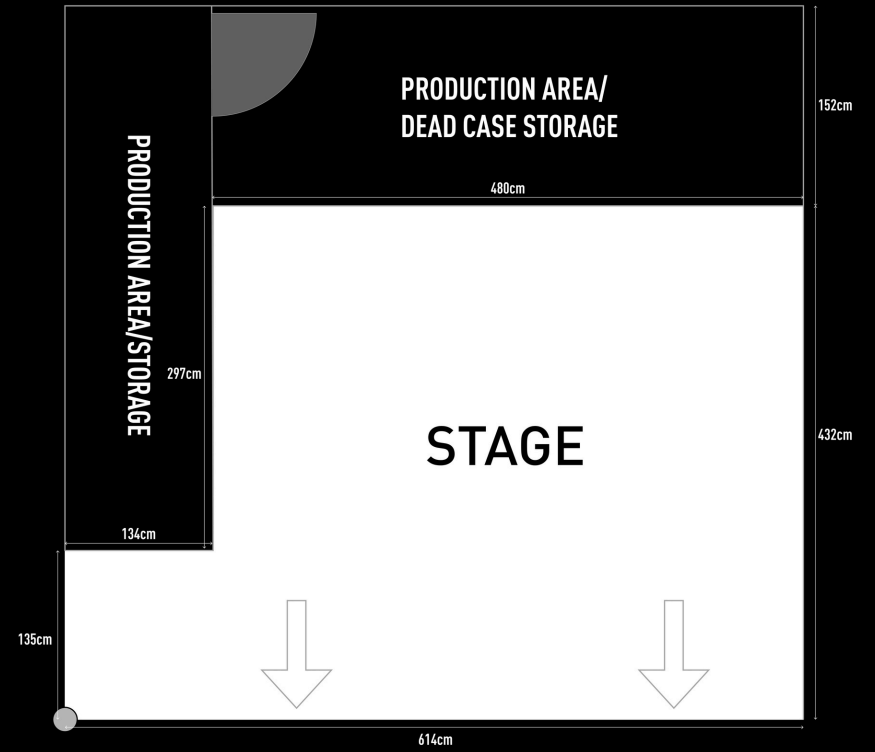 PRODUCTION AREA/
DEAD CASE STORAGE
152cm
480cm
PRODUCTION AREA/STORAGE
297cm
STAGE
432cm
134cm
135cm
614cm